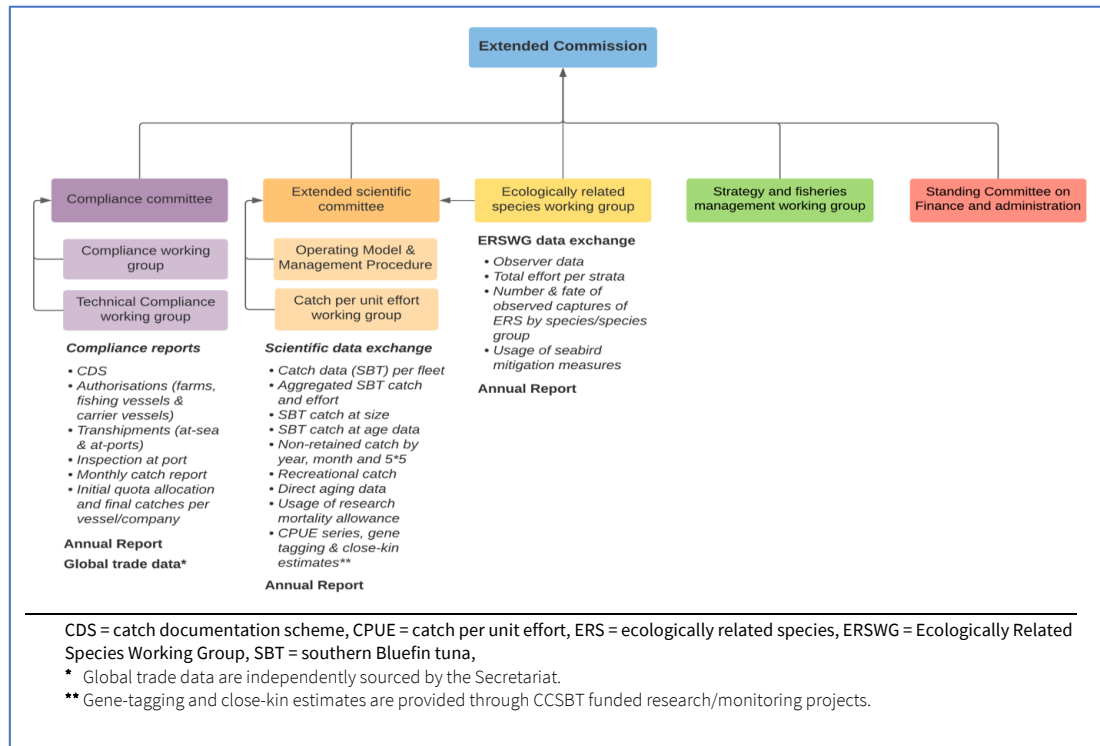 Extended Commission
Compliance committee
Compliance working
group
Technical Compliance
working group
Compliance reports
• CDS
• Authorisations (farms,
fishing vessels &
carrier vessels)
• Transhipments (at-sea
& at-ports)
• Inspection at port
• Monthly catch report
• Initial quota allocation
and final catches per
vessel/company
Annual Report
Global trade data*
Extended scientific
committee
Operating Model &
Management Procedure
Catch per unit effort
working group
Scientific data exchange
• Catch data (SBT) per fleet
• Aggregated SBT catch
and effort
• SBT catch at size
• SBT catch at age data
• Non-retained catch by
year, month and 5*5
• Recreational catch
• Direct aging data
• Usage of research
mortality allowance
• CPUE series, gene
tagging & close-kin
estimates**
Annual Report
Ecologically related
species working group
ERSWG data exchange
• Observer data
• Total effort per strata
• Number & fate of
observed captures of
ERS by species/species
group
• Usage of seabird
mitigation measures
Annual Report
Strategy and fisheries
management working group
Standing Committee on
Finance and administration
CDS = catch documentation scheme, CPUE = catch per unit effort, ERS = ecologically related species, ERSWG = Ecologically Related
Species Working Group, SBT = southern Bluefin tuna,
* Global trade data are independently sourced by the Secretariat.
** Gene-tagging and close-kin estimates are provided through CCSBT funded research/monitoring projects.